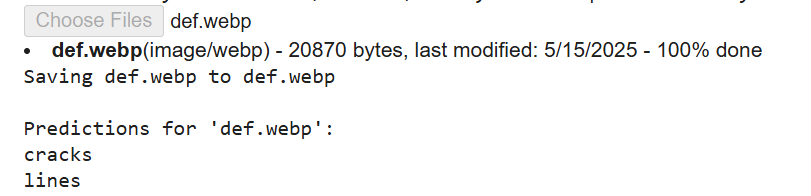 Choose Files def.webp
• def.webp(image/webp) - 20870 bytes, last modified: 5/15/2025 - 100% done
Saving def.webp to def.webp
Predictions for 'def.webp':
cracks
lines